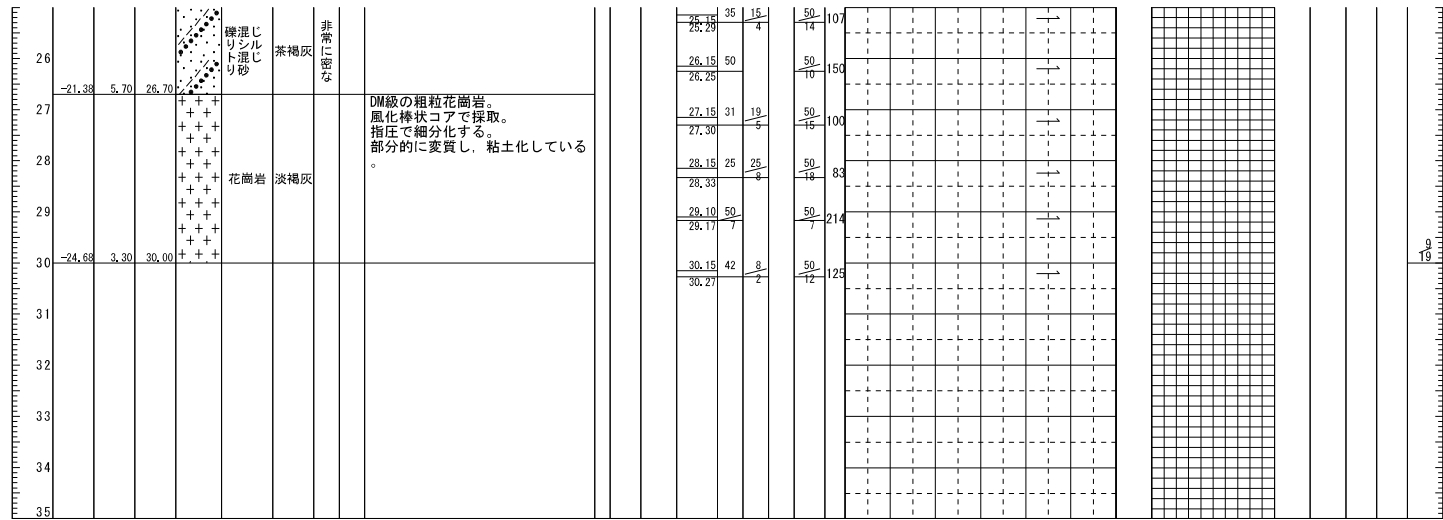 25.15 35 15 50 107
25.29 4 14
26
礫混じ
りシル
ト混じ
り砂
茶褐灰
非常に密な
26.15 50 50 150
26.25 10
-21.38 5.70 26.70
27
DM級の粗粒花崗岩。
風化棒状コアで採取。
指圧で細分化する。
部分的に変質し，粘土化している
。
27.15 31 19 50 100
27.30 5 15
28
花崗岩 淡褐灰
28.15 25 25 50 83
28.33 8 18
29
29.10 50 50 214
29.17 7 7
30
-24.68 3.30 30.00
9
19
30.15 42 8 50 125
30.27 2 12
31
32
33
34
35